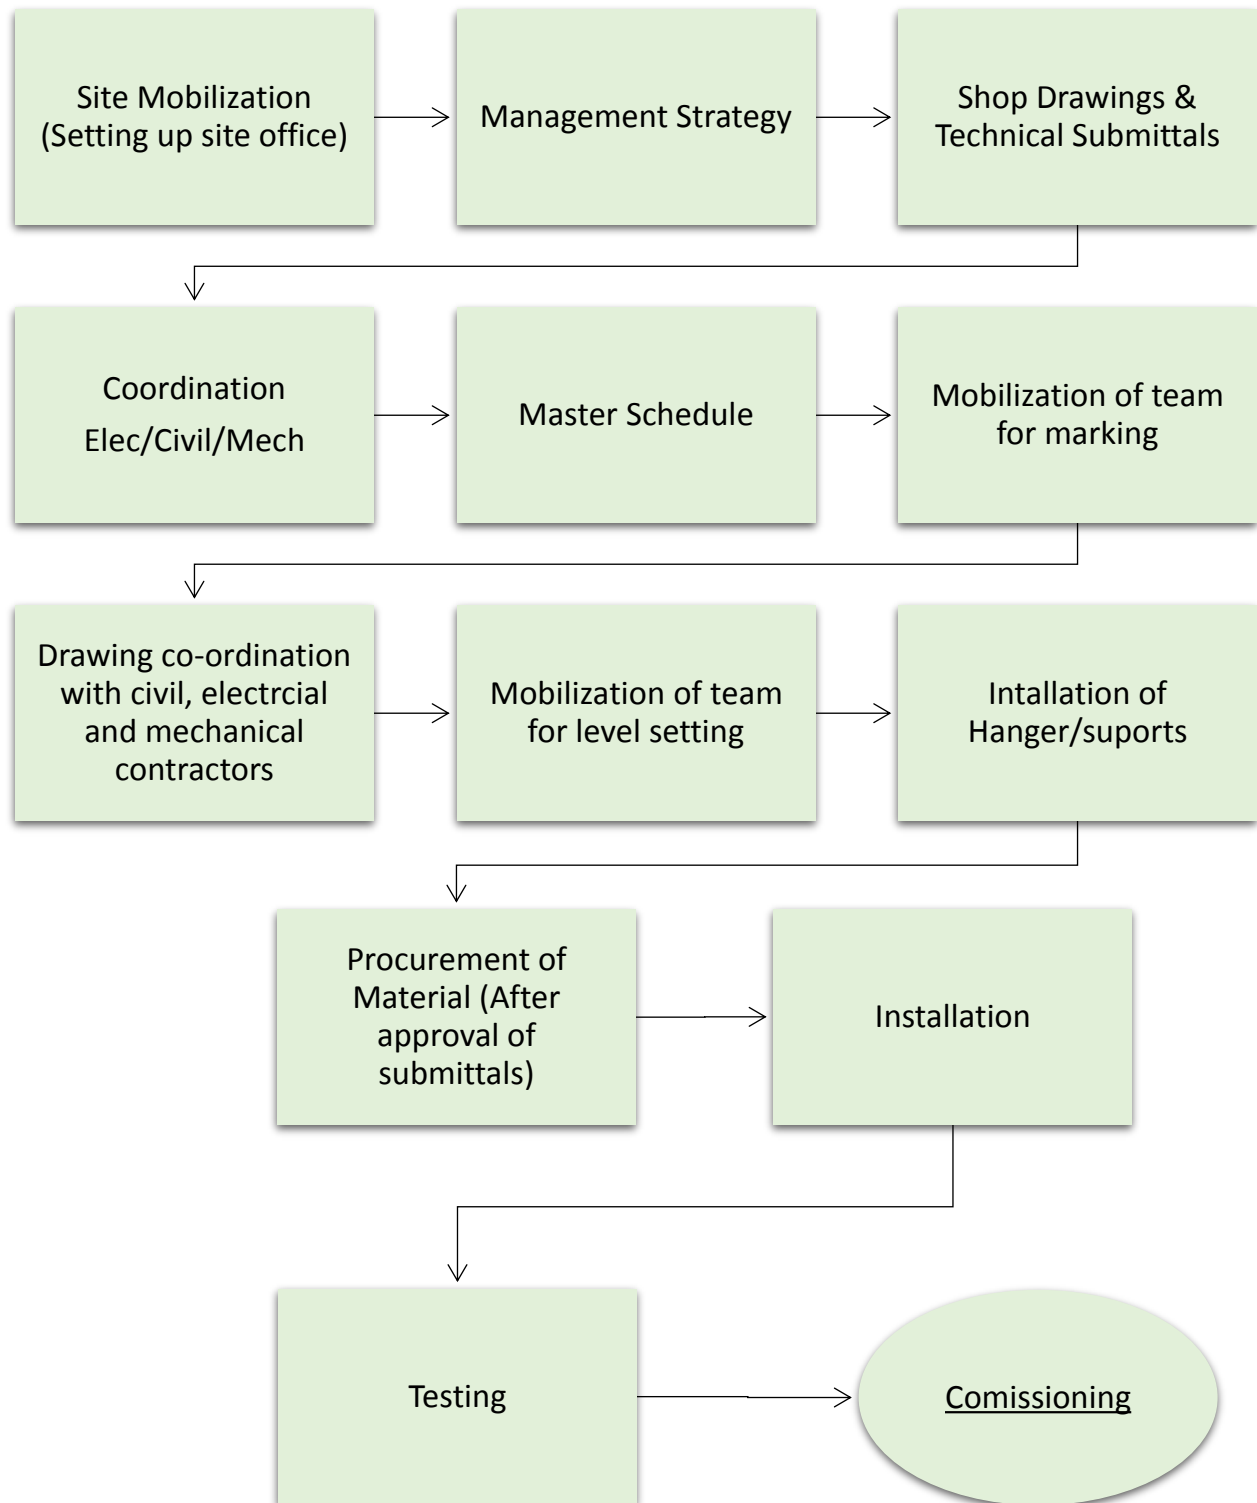 Site Mobilization
(Setting up site office)
Management Strategy
Shop Drawings &
Technical Submittals
Coordination
Elec/Civil/Mech
Master Schedule
Mobilization of team
for marking
Drawing co-ordination
with civil, electrcial
and mechanical
contractors
Mobilization of team
for level setting
Intallation of
Hanger/suports
Procurement of
Material (After
approval of
submittals)
Installation
Testing
Comissioning